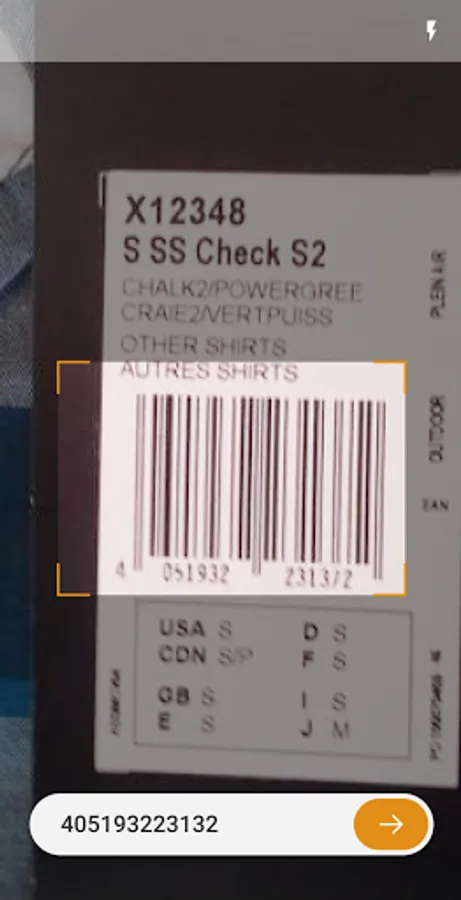 X12348
S SS Check S2
CHALK2/POWERGREE
CRAIE2/VERTPUISS
OTHER SHIRTS
AUTRES SHIRTS
PLEIN AIR
OUTDOOR
EAN
4 051932 231372
USA S D S
CDN S/P F S
GB S I S
E S J M
405193223132